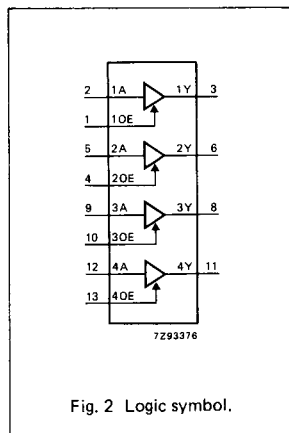 2 1A 1Y 3
1 1OE
5 2A 2Y 6
4 2OE
9 3A 3Y 8
10 3OE
12 4A 4Y 11
13 4OE
7Z93376
Fig. 2 Logic symbol.